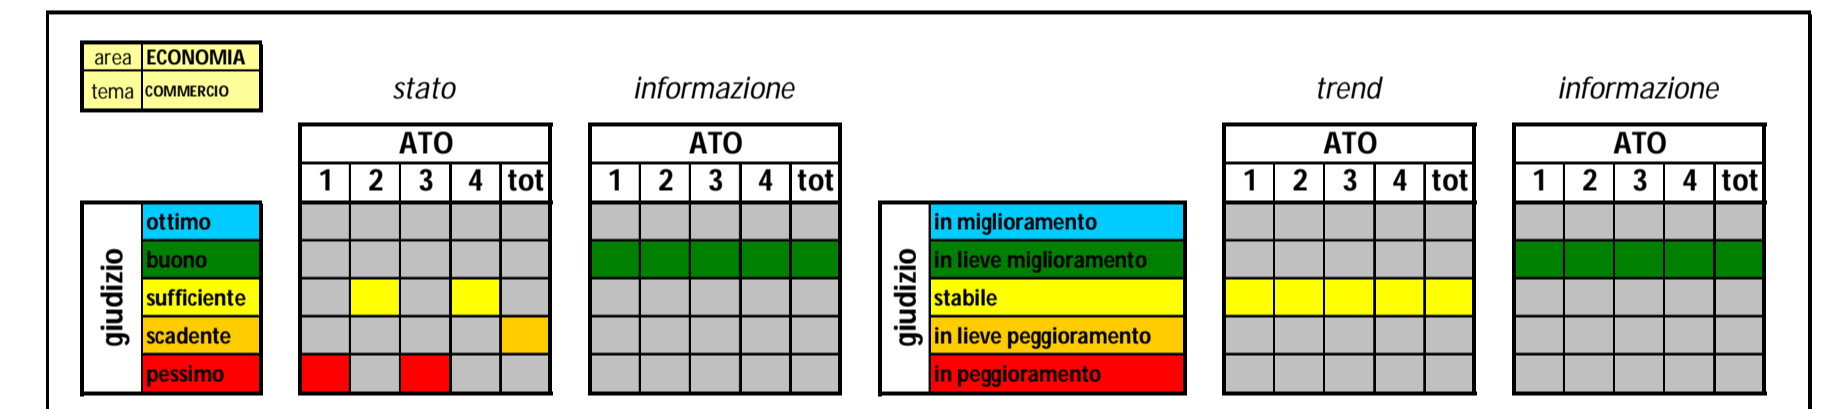 area ECONOMIA
tema COMMERCIO
stato informazione trend informazione
ATO ATO ATO ATO
1 2 3 4 tot 1 2 3 4 tot 1 2 3 4 tot 1 2 3 4 tot
giudizio giudizio
ottimo in miglioramento
buono in lieve miglioramento
sufficiente stabile
scadente in lieve peggioramento
pessimo in peggioramento